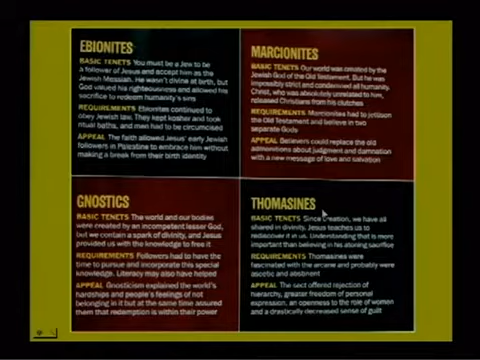 EBIONITES
BASIC TENETS You must be a Jew to be
a follower of Jesus and accept him as the
Jewish Messiah. He wasn't divine at birth, but
God valued his righteousness and allowed his
sacrifice to redeem humanity's sins
REQUIREMENTS Ebionites continued to
obey Jewish law. They kept kosher and took
ritual baths, and men had to be circumcised
APPEAL The faith allowed Jesus' early Jewish
followers in Palestine to embrace him without
making a break from their birth identity
MARCIONITES
BASIC TENETS Our world was created by the
Jewish God of the Old Testament. But he was
impossibly strict and condemned all humanity.
Christ, who was absolutely unrelated to him,
released Christians from his clutches
REQUIREMENTS Marcionites had to jettison
the Old Testament and believe in two
separate Gods
APPEAL Believers could replace the old
admonitions about judgment and damnation
with a new message of love and salvation
GNOSTICS
BASIC TENETS The world and our bodies
were created by an incompetent lesser God,
but we contain a spark of divinity, and Jesus
provided us with the knowledge to free it
REQUIREMENTS Followers had to have the
time to pursue and incorporate this special
knowledge. Literacy may also have helped
APPEAL Gnosticism explained the world's
hardships and people's feelings of not
belonging in it but at the same time assured
them that redemption is within their power
THOMASINES
BASIC TENETS Since creation, we have all
shared in divinity. Jesus teaches us to
rediscover it in us. Understanding that is more
important than believing in his atoning sacrifice
REQUIREMENTS Thomasines were
fascinated with the arcane and probably were
ascetic and abstinent
APPEAL The sect offered rejection of
hierarchy, greater freedom of personal
expression, an openness to the role of women
and a drastically decreased sense of guilt